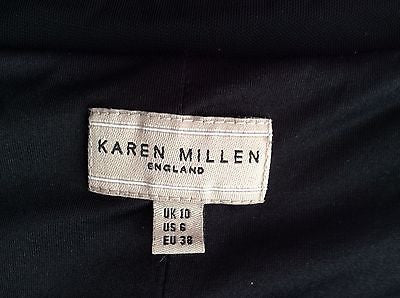 KAREN MILLEN
ENGLAND
UK 10
US 6
EU 38